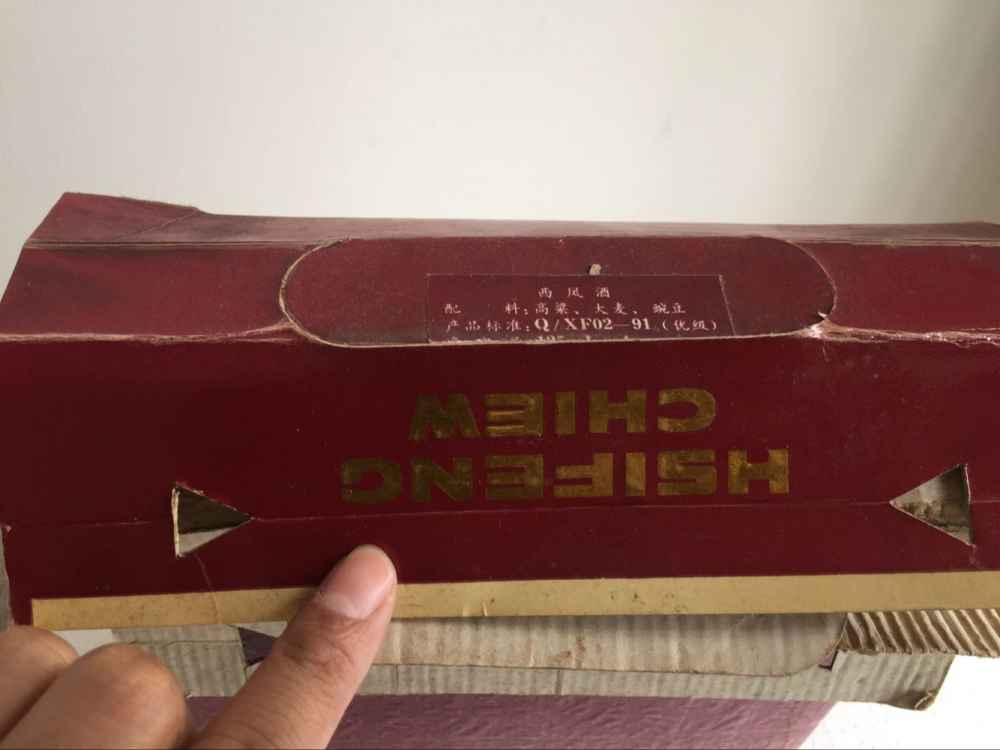 西凤酒
配 料:高粱、大麦、豌豆
产品标准:Q/XF02—91(优级)
HSIFENG
CHIEW